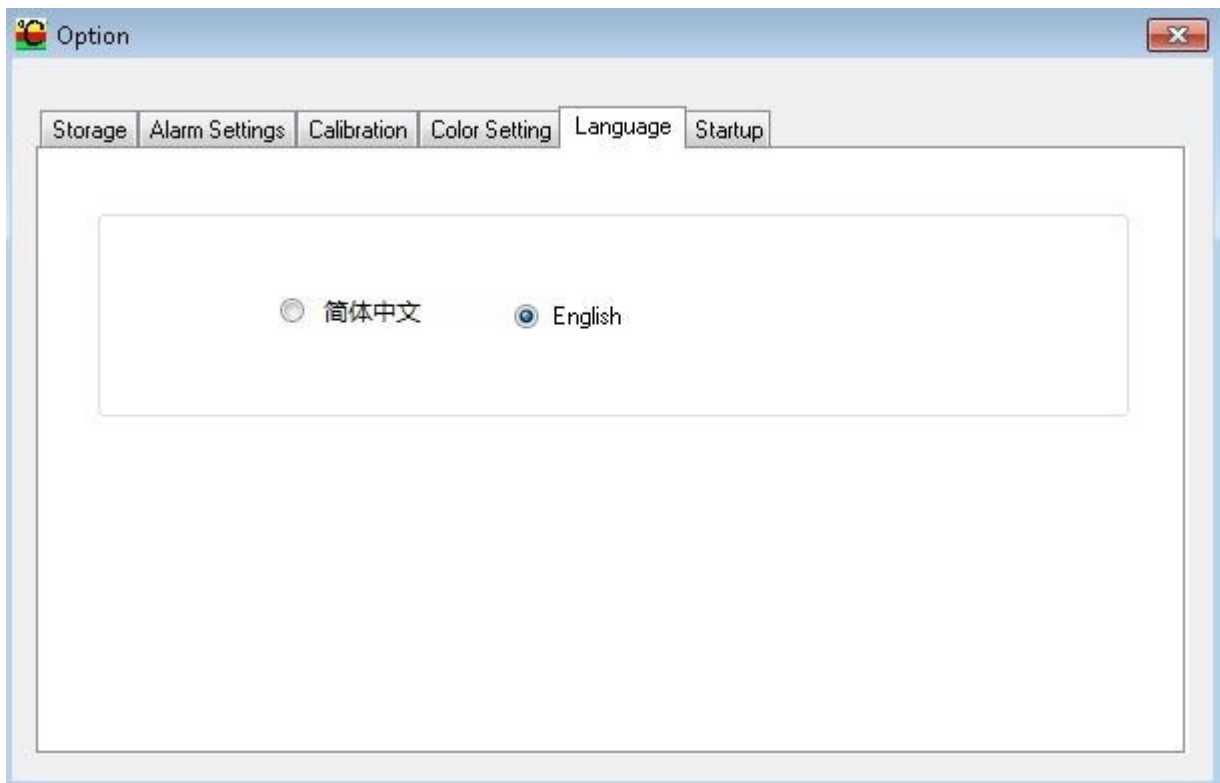 °C Option
Storage Alarm Settings Calibration Color Setting Language Startup
简体中文 English